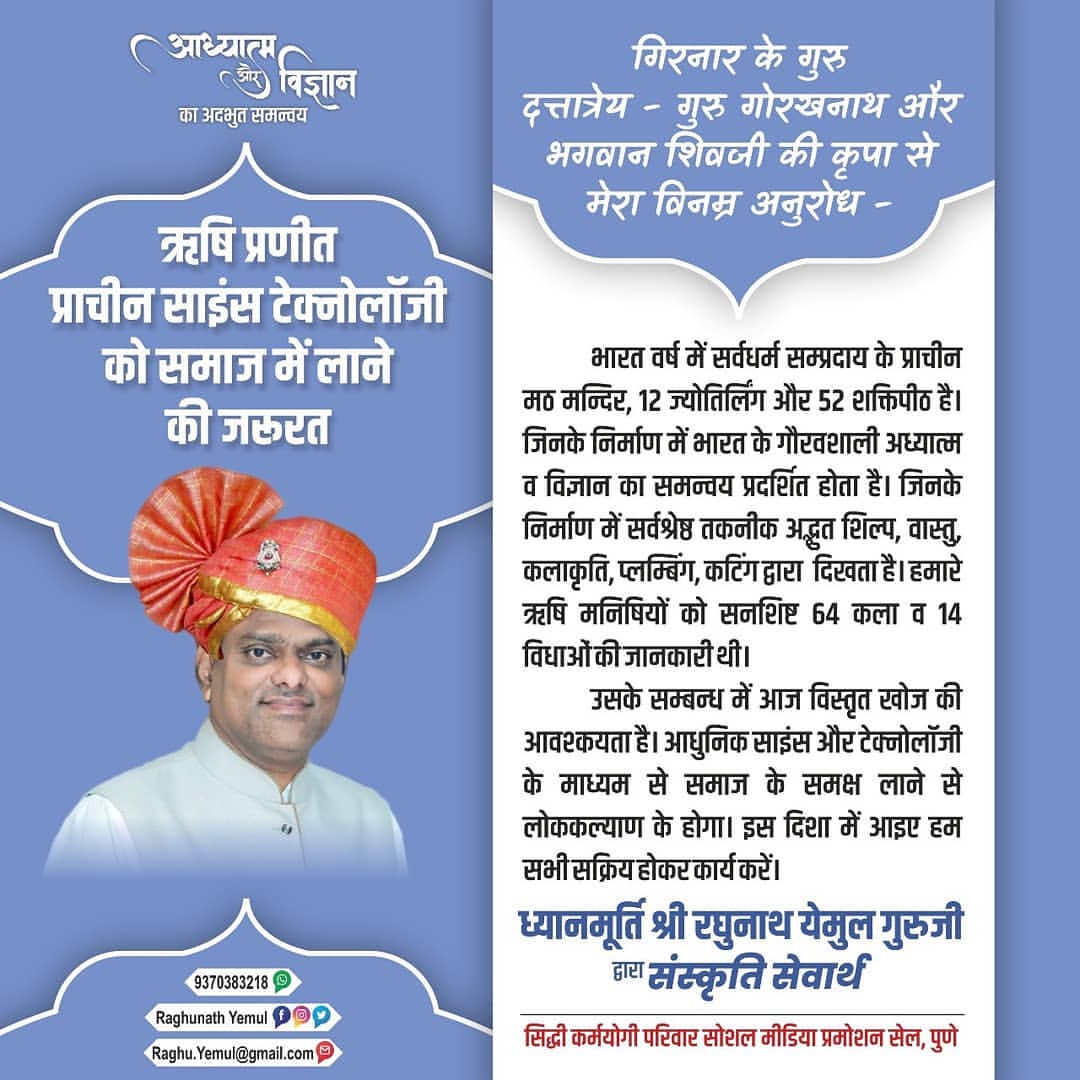 आध्यात्म
और विज्ञान
का अदभुत समन्वय
ऋषि प्रणीत
प्राचीन साइंस टेक्नोलॉजी
को समाज में लाने
की जरूरत
9370383218
Raghunath Yemul
Raghu.Yemul@gmail.com
गिरनार के गुरु
दत्तात्रेय - गुरु गोरखनाथ और
भगवान शिवजी की कृपा से
मेरा विनम्र अनुरोध -
भारत वर्ष में सर्वधर्म सम्प्रदाय के प्राचीन
मठ मन्दिर, 12 ज्योतिर्लिंग और 52 शक्तिपीठ है।
जिनके निर्माण में भारत के गौरवशाली अध्यात्म
व विज्ञान का समन्वय प्रदर्शित होता है। जिनके
निर्माण में सर्वश्रेष्ठ तकनीक अद्भुत शिल्प, वास्तु,
कलाकृति, प्लम्बिंग, कटिंग द्वारा दिखता है। हमारे
ऋषि मनिषियों को सनशिष्ट 64 कला व 14
विधाओं की जानकारी थी।
उसके सम्बन्ध में आज विस्तृत खोज की
आवश्कयता है। आधुनिक साइंस और टेक्नोलॉजी
के माध्यम से समाज के समक्ष लाने से
लोककल्याण के होगा। इस दिशा में आइए हम
सभी सक्रिय होकर कार्य करें।
ध्यानमूर्ति श्री रघुनाथ येमुल गुरुजी
द्वारा संस्कृति सेवार्थ
सिद्धी कर्मयोगी परिवार सोशल मीडिया प्रमोशन सेल, पुणे